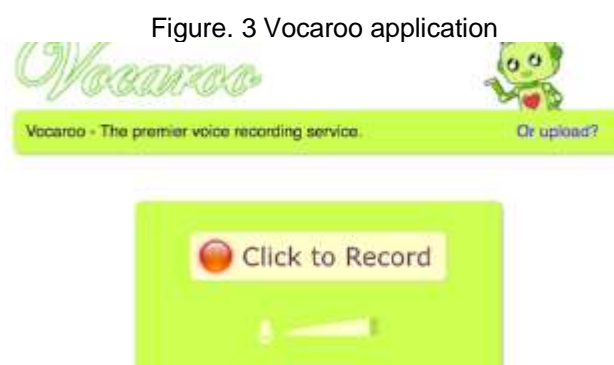 Figure. 3 Vocaroo application
Vocaroo
Vocaroo - The premier voice recording service. Or upload?
Click to Record